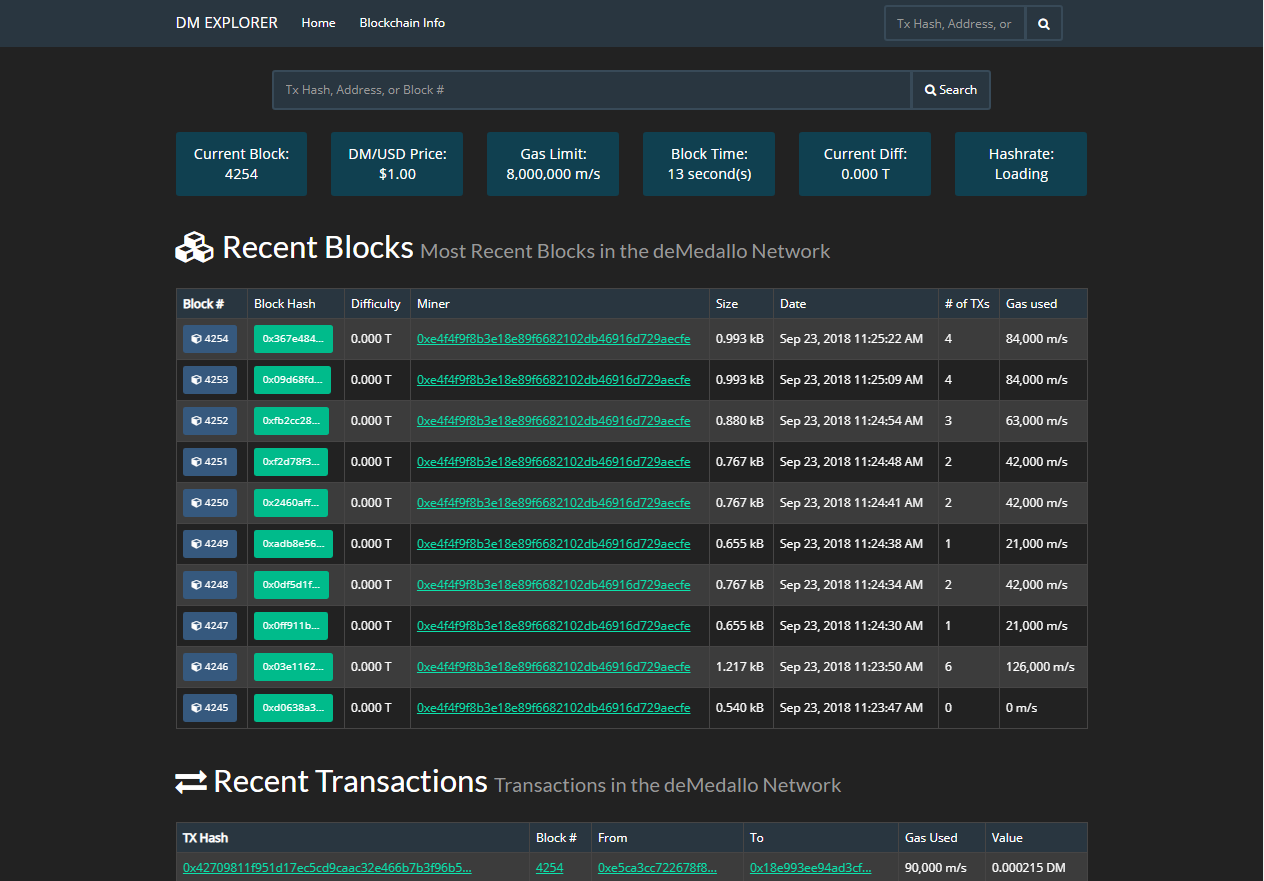 DM EXPLORER Home Blockchain Info Tx Hash, Address, or
Tx Hash, Address, or Block # Search
Current Block: DM/USD Price: Gas Limit: Block Time: Current Diff: Hashrate:
4254 $1.00 8,000,000 m/s 13 second(s) 0.000 T Loading
Recent Blocks Most Recent Blocks in the deMedallo Network
Block # Block Hash Difficulty Miner Size Date # of TXs Gas used
4254 0x367e484... 0.000 T 0xe4f4f9f8b3e18e89f6682102db46916d729aecfe 0.993 kB Sep 23, 2018 11:25:22 AM 4 84,000 m/s
4253 0x09d68fd... 0.000 T 0xe4f4f9f8b3e18e89f6682102db46916d729aecfe 0.993 kB Sep 23, 2018 11:25:09 AM 4 84,000 m/s
4252 0xfb2cc28... 0.000 T 0xe4f4f9f8b3e18e89f6682102db46916d729aecfe 0.880 kB Sep 23, 2018 11:24:54 AM 3 63,000 m/s
4251 0xf2d78f3... 0.000 T 0xe4f4f9f8b3e18e89f6682102db46916d729aecfe 0.767 kB Sep 23, 2018 11:24:48 AM 2 42,000 m/s
4250 0x2460aff... 0.000 T 0xe4f4f9f8b3e18e89f6682102db46916d729aecfe 0.767 kB Sep 23, 2018 11:24:41 AM 2 42,000 m/s
4249 0xadb8e56... 0.000 T 0xe4f4f9f8b3e18e89f6682102db46916d729aecfe 0.655 kB Sep 23, 2018 11:24:38 AM 1 21,000 m/s
4248 0x0df5d1f... 0.000 T 0xe4f4f9f8b3e18e89f6682102db46916d729aecfe 0.767 kB Sep 23, 2018 11:24:34 AM 2 42,000 m/s
4247 0x0ff911b... 0.000 T 0xe4f4f9f8b3e18e89f6682102db46916d729aecfe 0.655 kB Sep 23, 2018 11:24:30 AM 1 21,000 m/s
4246 0x03e1162... 0.000 T 0xe4f4f9f8b3e18e89f6682102db46916d729aecfe 1.217 kB Sep 23, 2018 11:23:50 AM 6 126,000 m/s
4245 0xd0638a3... 0.000 T 0xe4f4f9f8b3e18e89f6682102db46916d729aecfe 0.540 kB Sep 23, 2018 11:23:47 AM 0 0 m/s
Recent Transactions Transactions in the deMedallo Network
TX Hash Block # From To Gas Used Value
0x42709811f951d17ec5cd9caac32e466b7b3f96b5... 4254 0xe5ca3cc722678f8... 0x18e993ee94ad3cf... 90,000 m/s 0.000215 DM